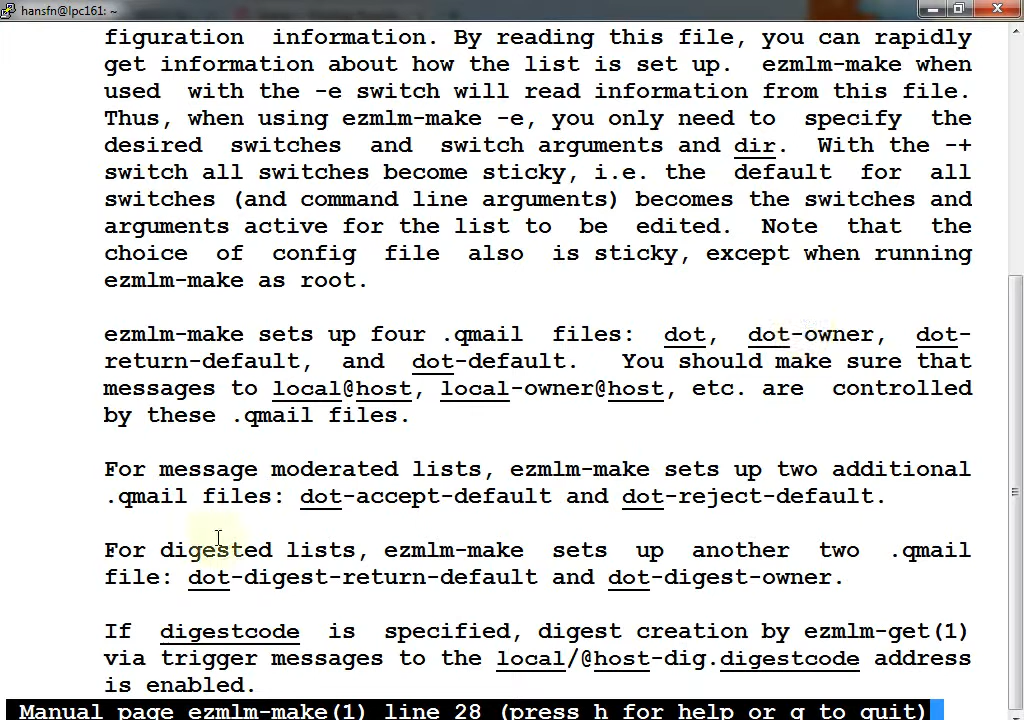 hansfn@lpc161: ~
figuration information. By reading this file, you can rapidly
get information about how the list is set up. ezmlm-make when
used with the -e switch will read information from this file.
Thus, when using ezmlm-make -e, you only need to specify the
desired switches and switch arguments and dir. With the -+
switch all switches become sticky, i.e. the default for all
switches (and command line arguments) becomes the switches and
arguments active for the list to be edited. Note that the
choice of config file also is sticky, except when running
ezmlm-make as root.
ezmlm-make sets up four .qmail files: dot, dot-owner, dot-
return-default, and dot-default. You should make sure that
messages to local@host, local-owner@host, etc. are controlled
by these .qmail files.
For message moderated lists, ezmlm-make sets up two additional
.qmail files: dot-accept-default and dot-reject-default.
For digested lists, ezmlm-make sets up another two .qmail
file: dot-digest-return-default and dot-digest-owner.
If digestcode is specified, digest creation by ezmlm-get(1)
via trigger messages to the local/@host-dig.digestcode address
is enabled.
Manual page ezmlm-make(1) line 28 (press h for help or q to quit)